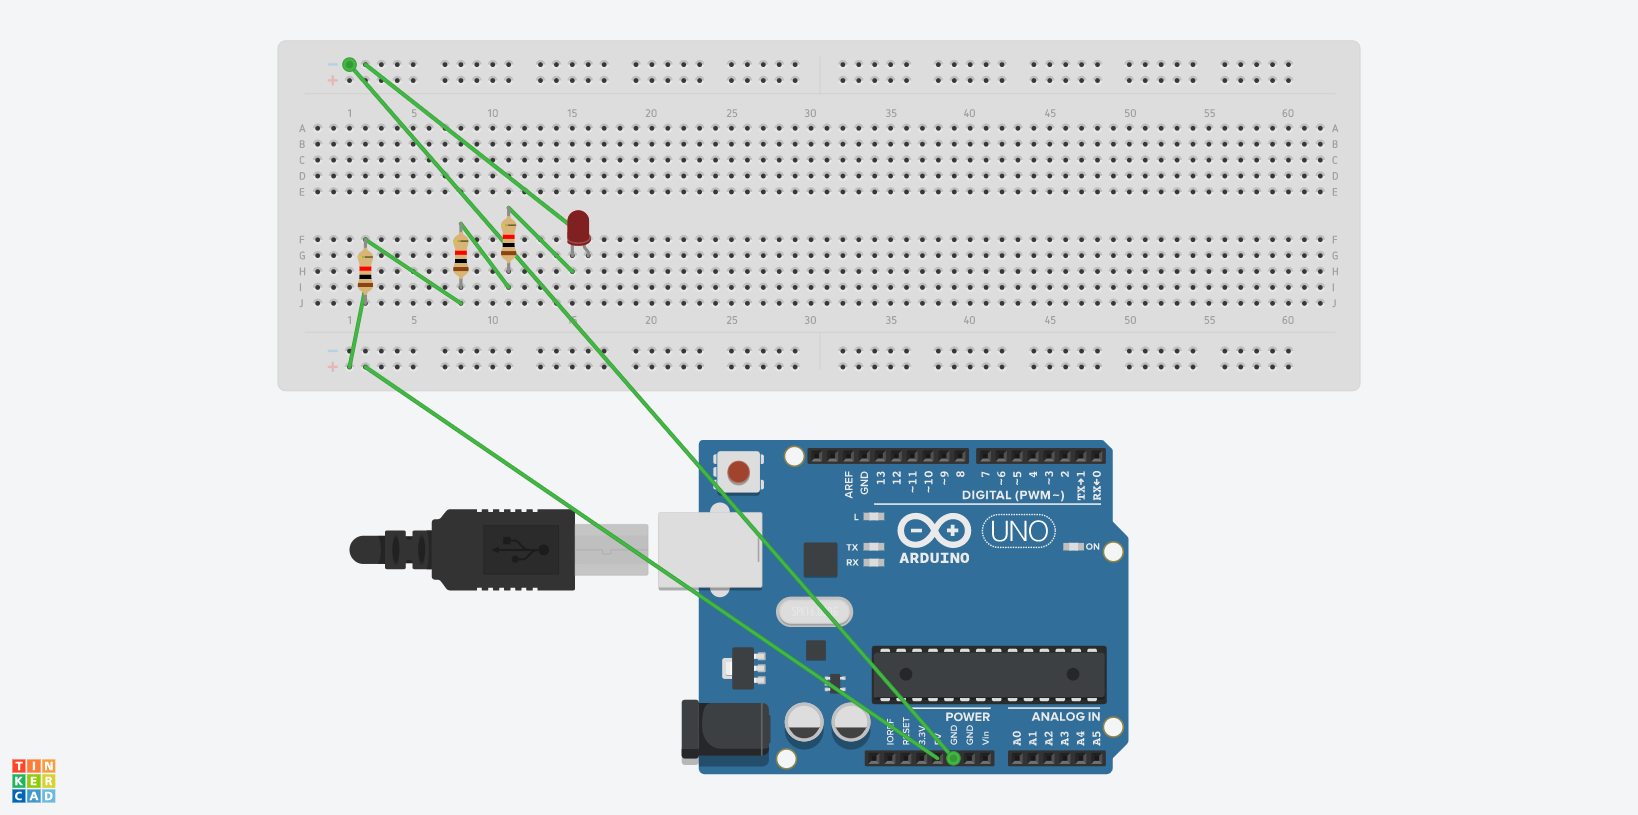 1 5 10 15 20 25 30 35 40 45 50 55 60
A A
B B
C C
D D
E E
F F
G G
H H
I I
J J
1 5 10 15 20 25 30 35 40 45 50 55 60
AREF GND 13 12 ~11 ~10 ~9 8 7 ~6 ~5 4 ~3 2 TX→1 RX←0
DIGITAL (PWM~)
L
TX
RX
UNO
ON
ARDUINO
POWER ANALOG IN
IOREF RESET 3.3V 5V GND GND Vin A0 A1 A2 A3 A4 A5
TIN
KER
CAD